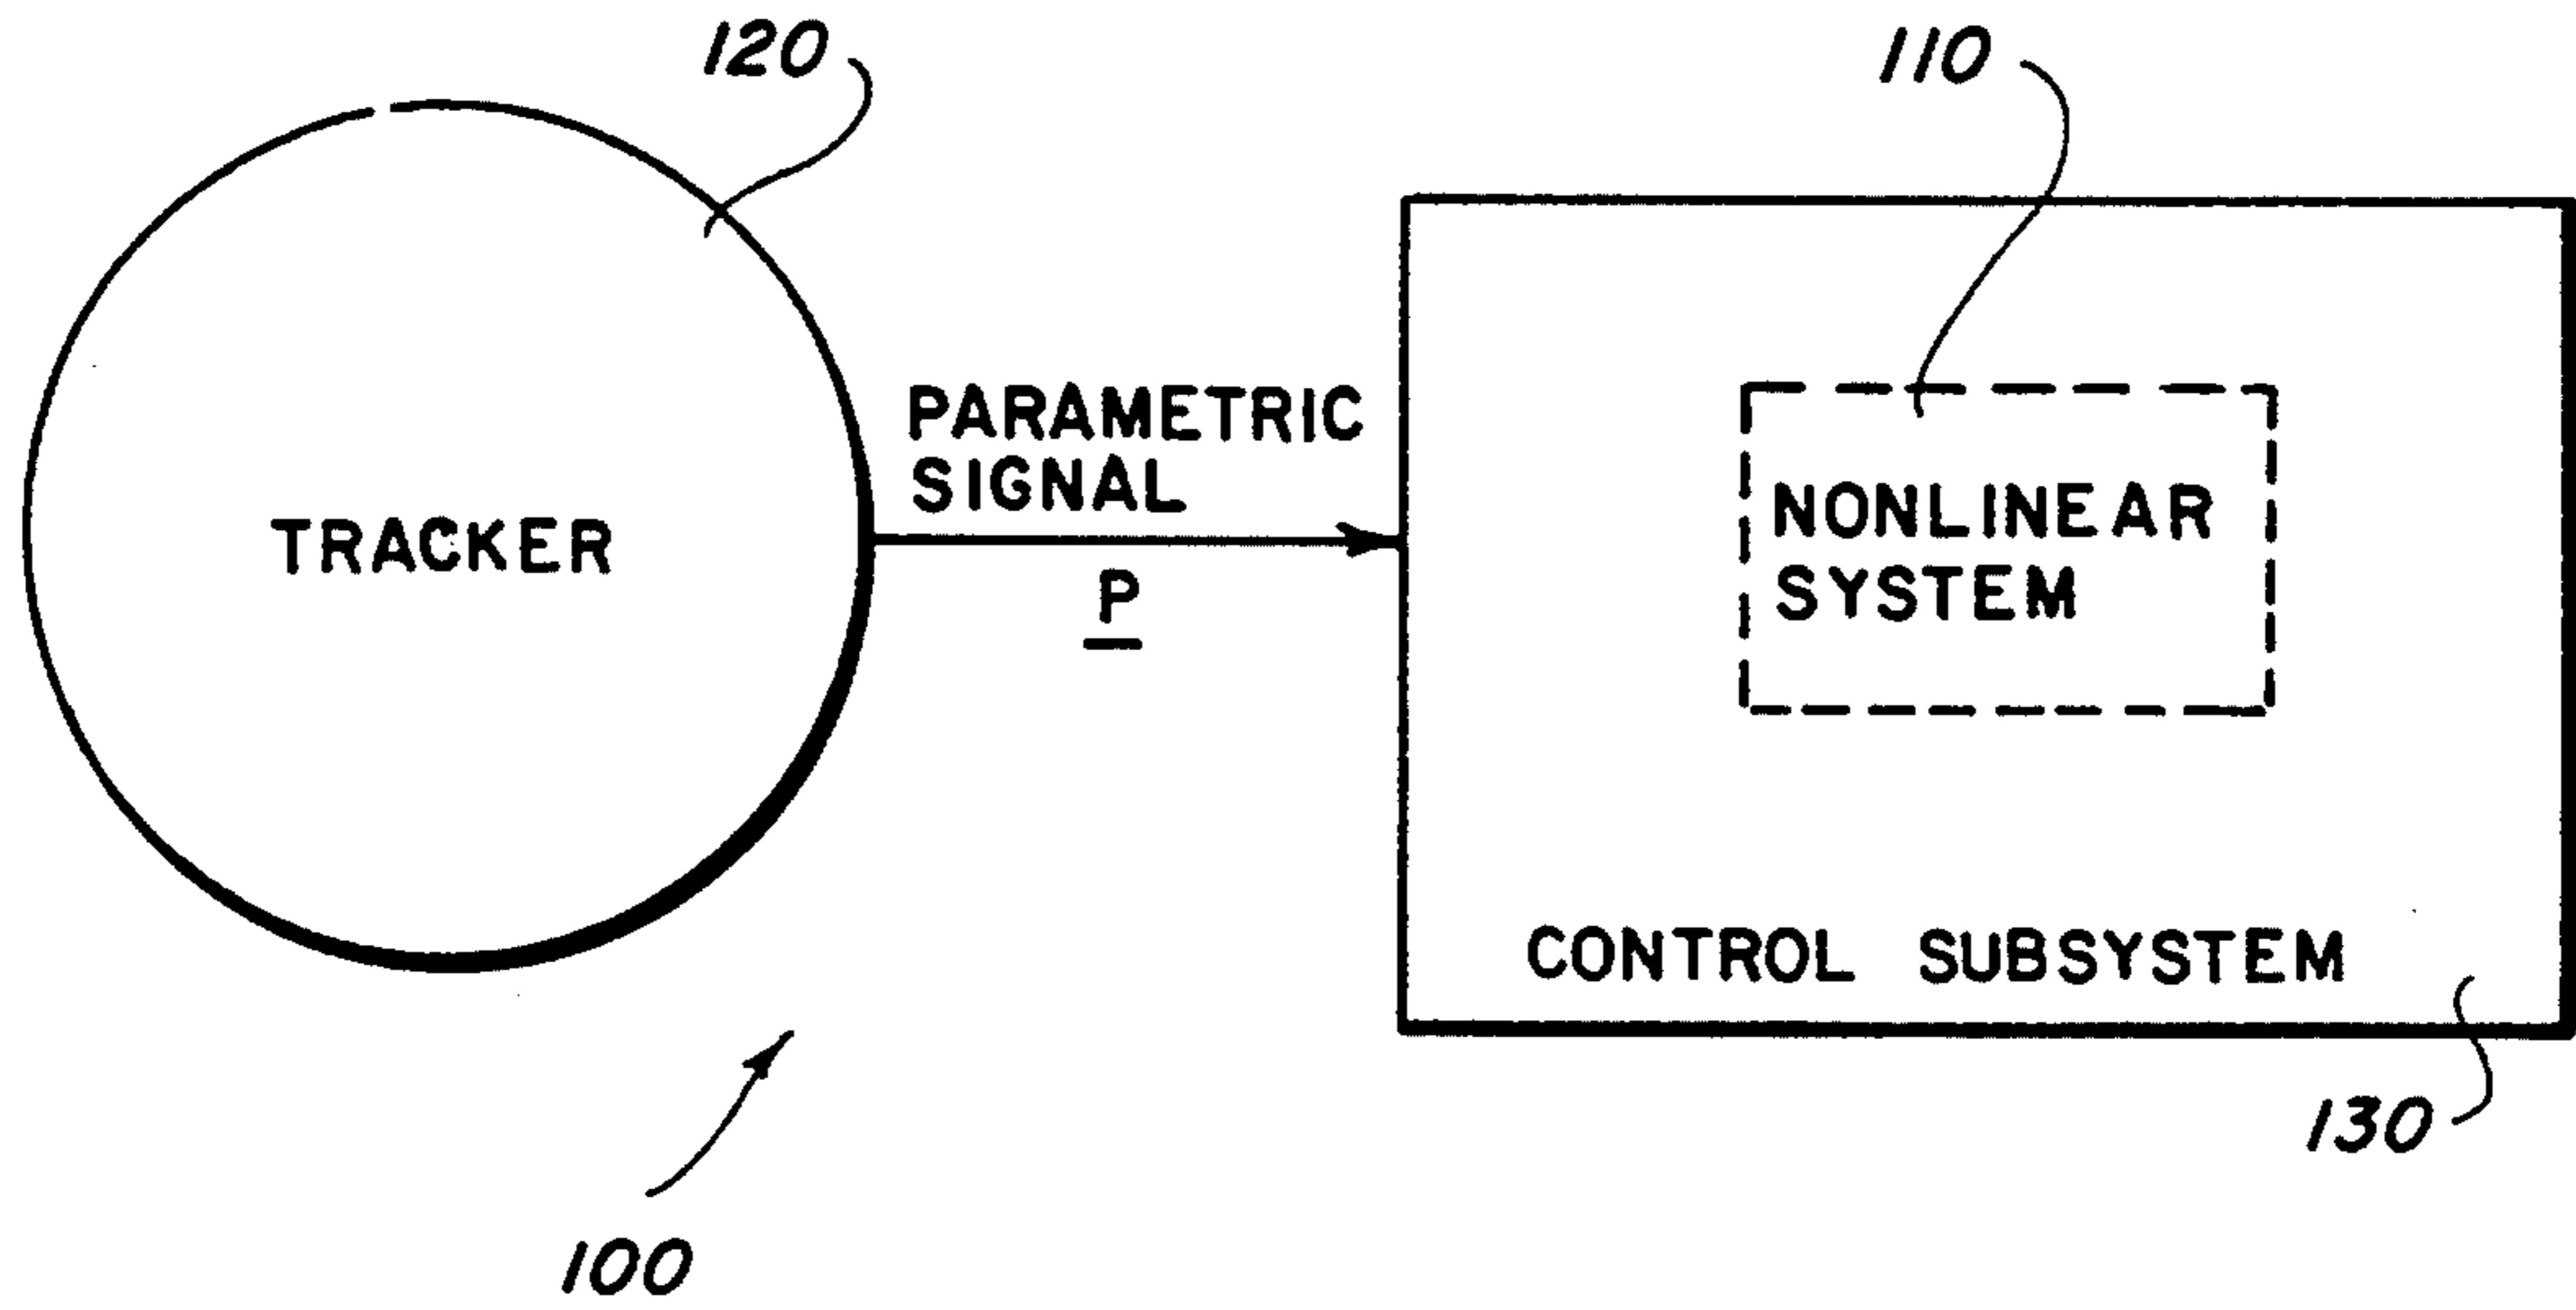 120
110
PARAMETRIC
SIGNAL
P
TRACKER
NONLINEAR
SYSTEM
CONTROL SUBSYSTEM
130
100